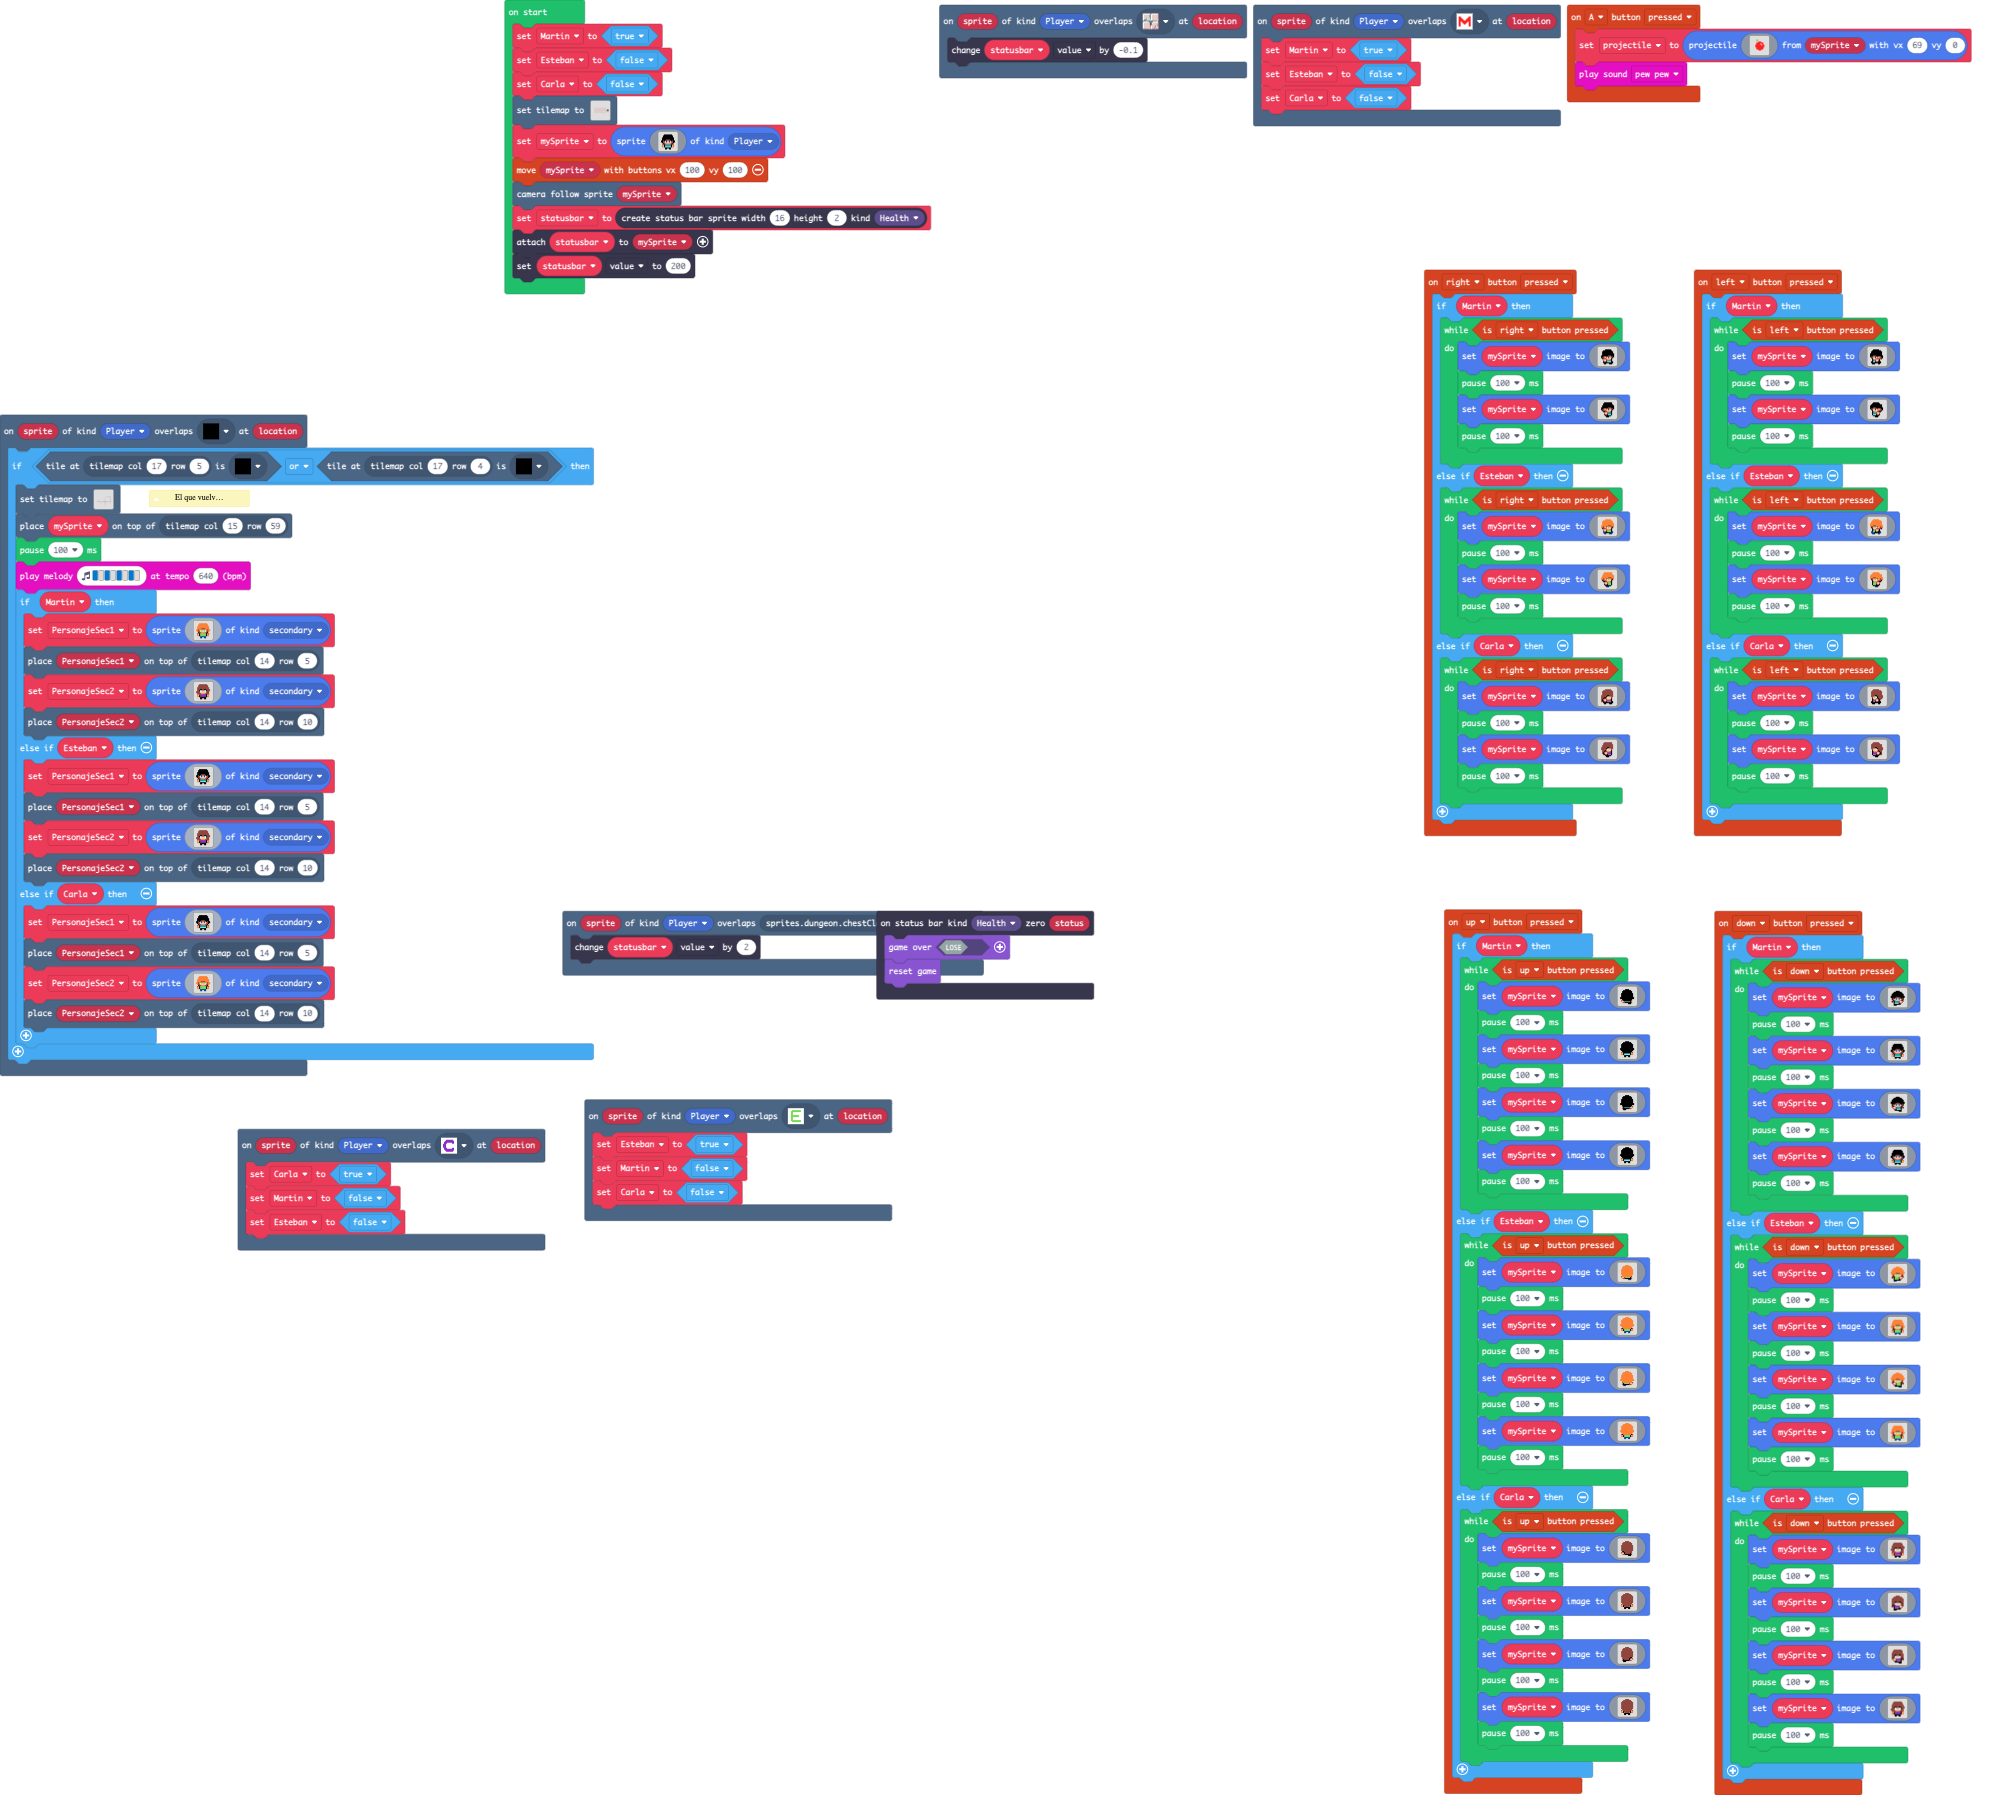 on start
set Martin to true
set Esteban to false
set Carla to false
set tilemap to
set mySprite to sprite of kind Player
move mySprite with buttons vx 100 vy 100
camera follow sprite mySprite
set statusbar to create status bar sprite width 16 height 2 kind Health
attach statusbar to mySprite
set statusbar value to 200
on sprite of kind Player overlaps at location
change statusbar value by -0.1
on sprite of kind Player overlaps M at location
set Martin to true
set Esteban to false
set Carla to false
on A button pressed
set projectile to projectile from mySprite with vx 69 vy 0
play sound pew pew
on right button pressed
if Martin then
while is right button pressed
do set mySprite image to
pause 100 ms
set mySprite image to
pause 100 ms
else if Esteban then
while is right button pressed
do set mySprite image to
pause 100 ms
set mySprite image to
pause 100 ms
else if Carla then
while is right button pressed
do set mySprite image to
pause 100 ms
set mySprite image to
pause 100 ms
on left button pressed
if Martin then
while is left button pressed
do set mySprite image to
pause 100 ms
set mySprite image to
pause 100 ms
else if Esteban then
while is left button pressed
do set mySprite image to
pause 100 ms
set mySprite image to
pause 100 ms
else if Carla then
while is left button pressed
do set mySprite image to
pause 100 ms
set mySprite image to
pause 100 ms
on sprite of kind Player overlaps at location
if tile at tilemap col 17 row 5 is or tile at tilemap col 17 row 4 is then
set tilemap to
El que vuelv...
place mySprite on top of tilemap col 15 row 59
pause 100 ms
play melody at tempo 640 (bpm)
if Martin then
set PersonajeSec1 to sprite of kind secondary
place PersonajeSec1 on top of tilemap col 14 row 5
set PersonajeSec2 to sprite of kind secondary
place PersonajeSec2 on top of tilemap col 14 row 10
else if Esteban then
set PersonajeSec1 to sprite of kind secondary
place PersonajeSec1 on top of tilemap col 14 row 5
set PersonajeSec2 to sprite of kind secondary
place PersonajeSec2 on top of tilemap col 14 row 10
else if Carla then
set PersonajeSec1 to sprite of kind secondary
place PersonajeSec1 on top of tilemap col 14 row 5
set PersonajeSec2 to sprite of kind secondary
place PersonajeSec2 on top of tilemap col 14 row 10
on sprite of kind Player overlaps sprites.dungeon.chestCl
change statusbar value by 2
on status bar kind Health zero status
game over LOSE
reset game
on sprite of kind Player overlaps C at location
set Carla to true
set Martin to false
set Esteban to false
on sprite of kind Player overlaps E at location
set Esteban to true
set Martin to false
set Carla to false
on up button pressed
if Martin then
while is up button pressed
do set mySprite image to
pause 100 ms
set mySprite image to
pause 100 ms
set mySprite image to
pause 100 ms
set mySprite image to
pause 100 ms
else if Esteban then
while is up button pressed
do set mySprite image to
pause 100 ms
set mySprite image to
pause 100 ms
set mySprite image to
pause 100 ms
set mySprite image to
pause 100 ms
else if Carla then
while is up button pressed
do set mySprite image to
pause 100 ms
set mySprite image to
pause 100 ms
set mySprite image to
pause 100 ms
set mySprite image to
pause 100 ms
on down button pressed
if Martin then
while is down button pressed
do set mySprite image to
pause 100 ms
set mySprite image to
pause 100 ms
set mySprite image to
pause 100 ms
set mySprite image to
pause 100 ms
else if Esteban then
while is down button pressed
do set mySprite image to
pause 100 ms
set mySprite image to
pause 100 ms
set mySprite image to
pause 100 ms
set mySprite image to
pause 100 ms
else if Carla then
while is down button pressed
do set mySprite image to
pause 100 ms
set mySprite image to
pause 100 ms
set mySprite image to
pause 100 ms
set mySprite image to
pause 100 ms